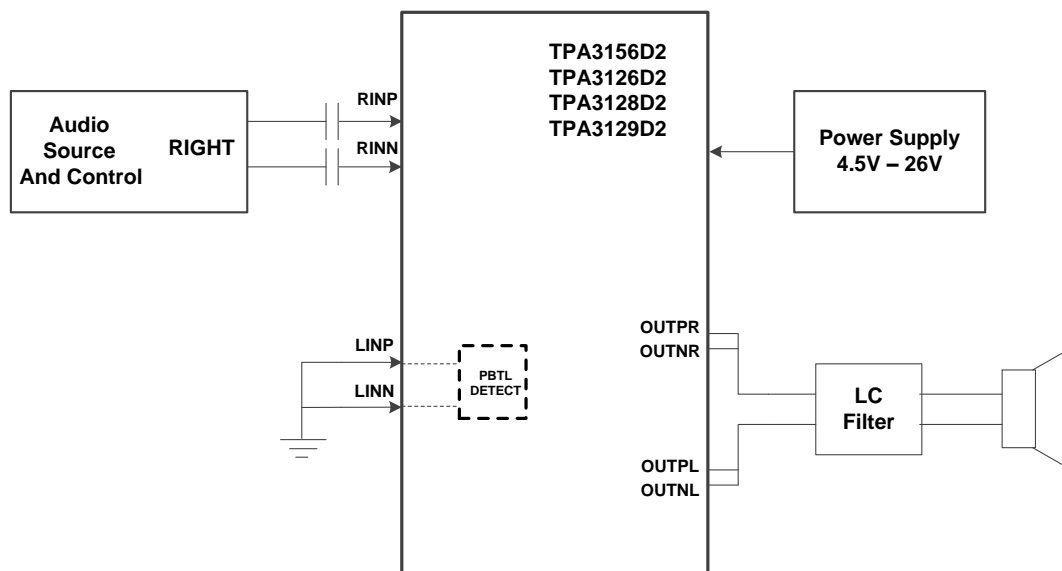 TPA3156D2
TPA3126D2
TPA3128D2
TPA3129D2
Audio
Source
And Control
RIGHT
RINP
RINN
Power Supply
4.5V – 26V
LINP
LINN
PBTL
DETECT
OUTPR
OUTNR
LC
Filter
OUTPL
OUTNL